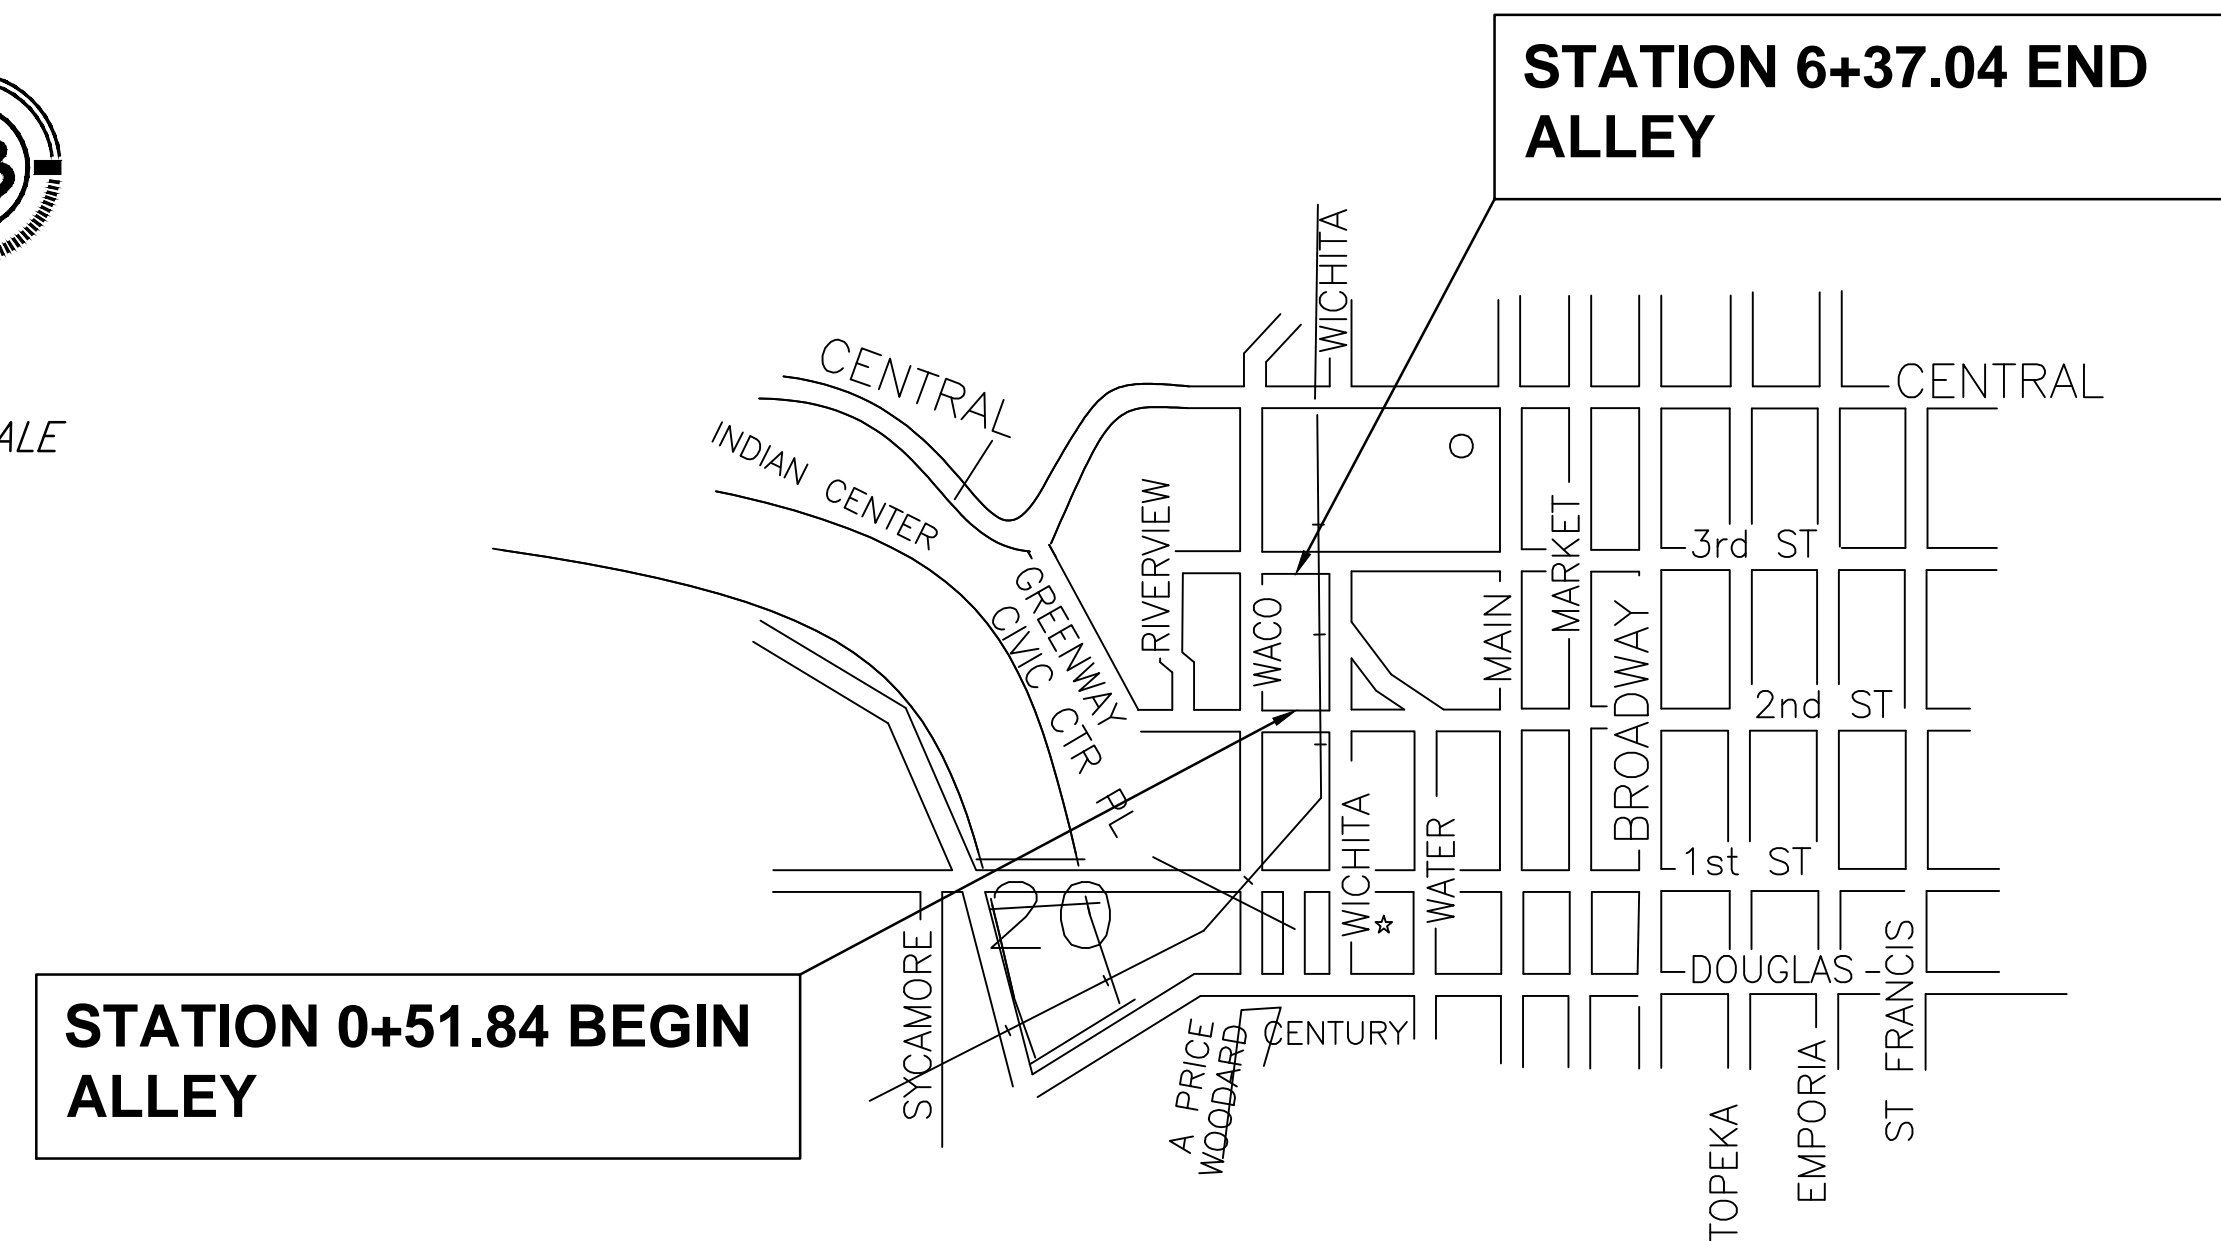 STATION 6+37.04 END
ALLEY
WICHITA
CENTRAL
CENTRAL
INDIAN CENTER
RIVERVIEW
MARKET
3rd ST
GREENWAY
CIVIC CTR PL
WACO
MAIN
BROADWAY
2nd ST
WICHITA
WATER
1st ST
20
SYCAMORE
DOUGLAS
ST FRANCIS
STATION 0+51.84 BEGIN
ALLEY
A PRICE
WOODARD
CENTURY
EMPORIA
TOPEKA